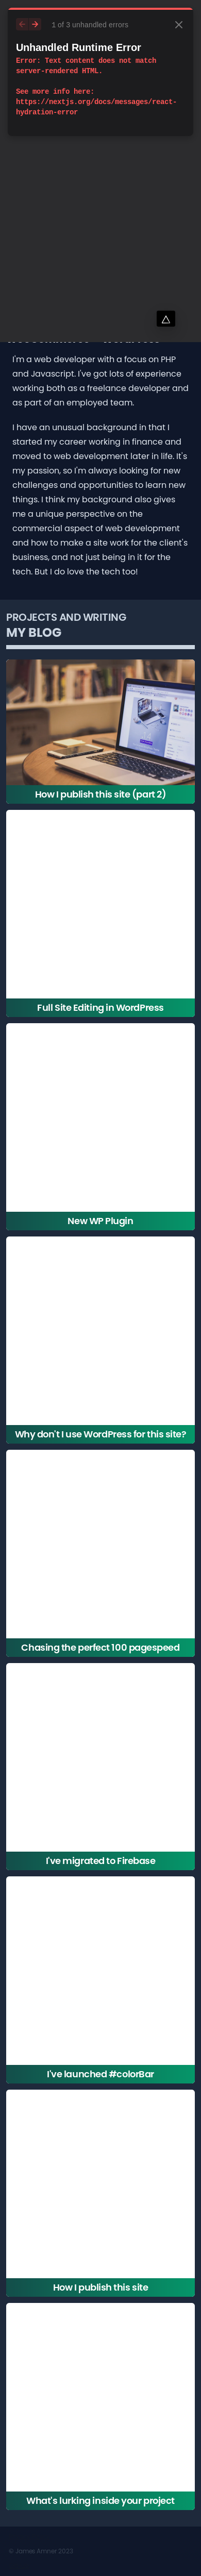 1 of 3 unhandled errors
Unhandled Runtime Error
Error: Text content does not match
server-rendered HTML.
See more info here:
https://nextjs.org/docs/messages/react-
hydration-error
I'm a web developer with a focus on PHP
and Javascript. I've got lots of experience
working both as a freelance developer and
as part of an employed team.
I have an unusual background in that I
started my career working in finance and
moved to web development later in life. It's
my passion, so I'm always looking for new
challenges and opportunities to learn new
things. I think my background also gives
me a unique perspective on the
commercial aspect of web development
and how to make a site work for the client's
business, and not just being in it for the
tech. But I do love the tech too!
PROJECTS AND WRITING
MY BLOG
How I publish this site (part 2)
Full Site Editing in WordPress
New WP Plugin
Why don't I use WordPress for this site?
Chasing the perfect 100 pagespeed
I've migrated to Firebase
I've launched #colorBar
How I publish this site
What's lurking inside your project